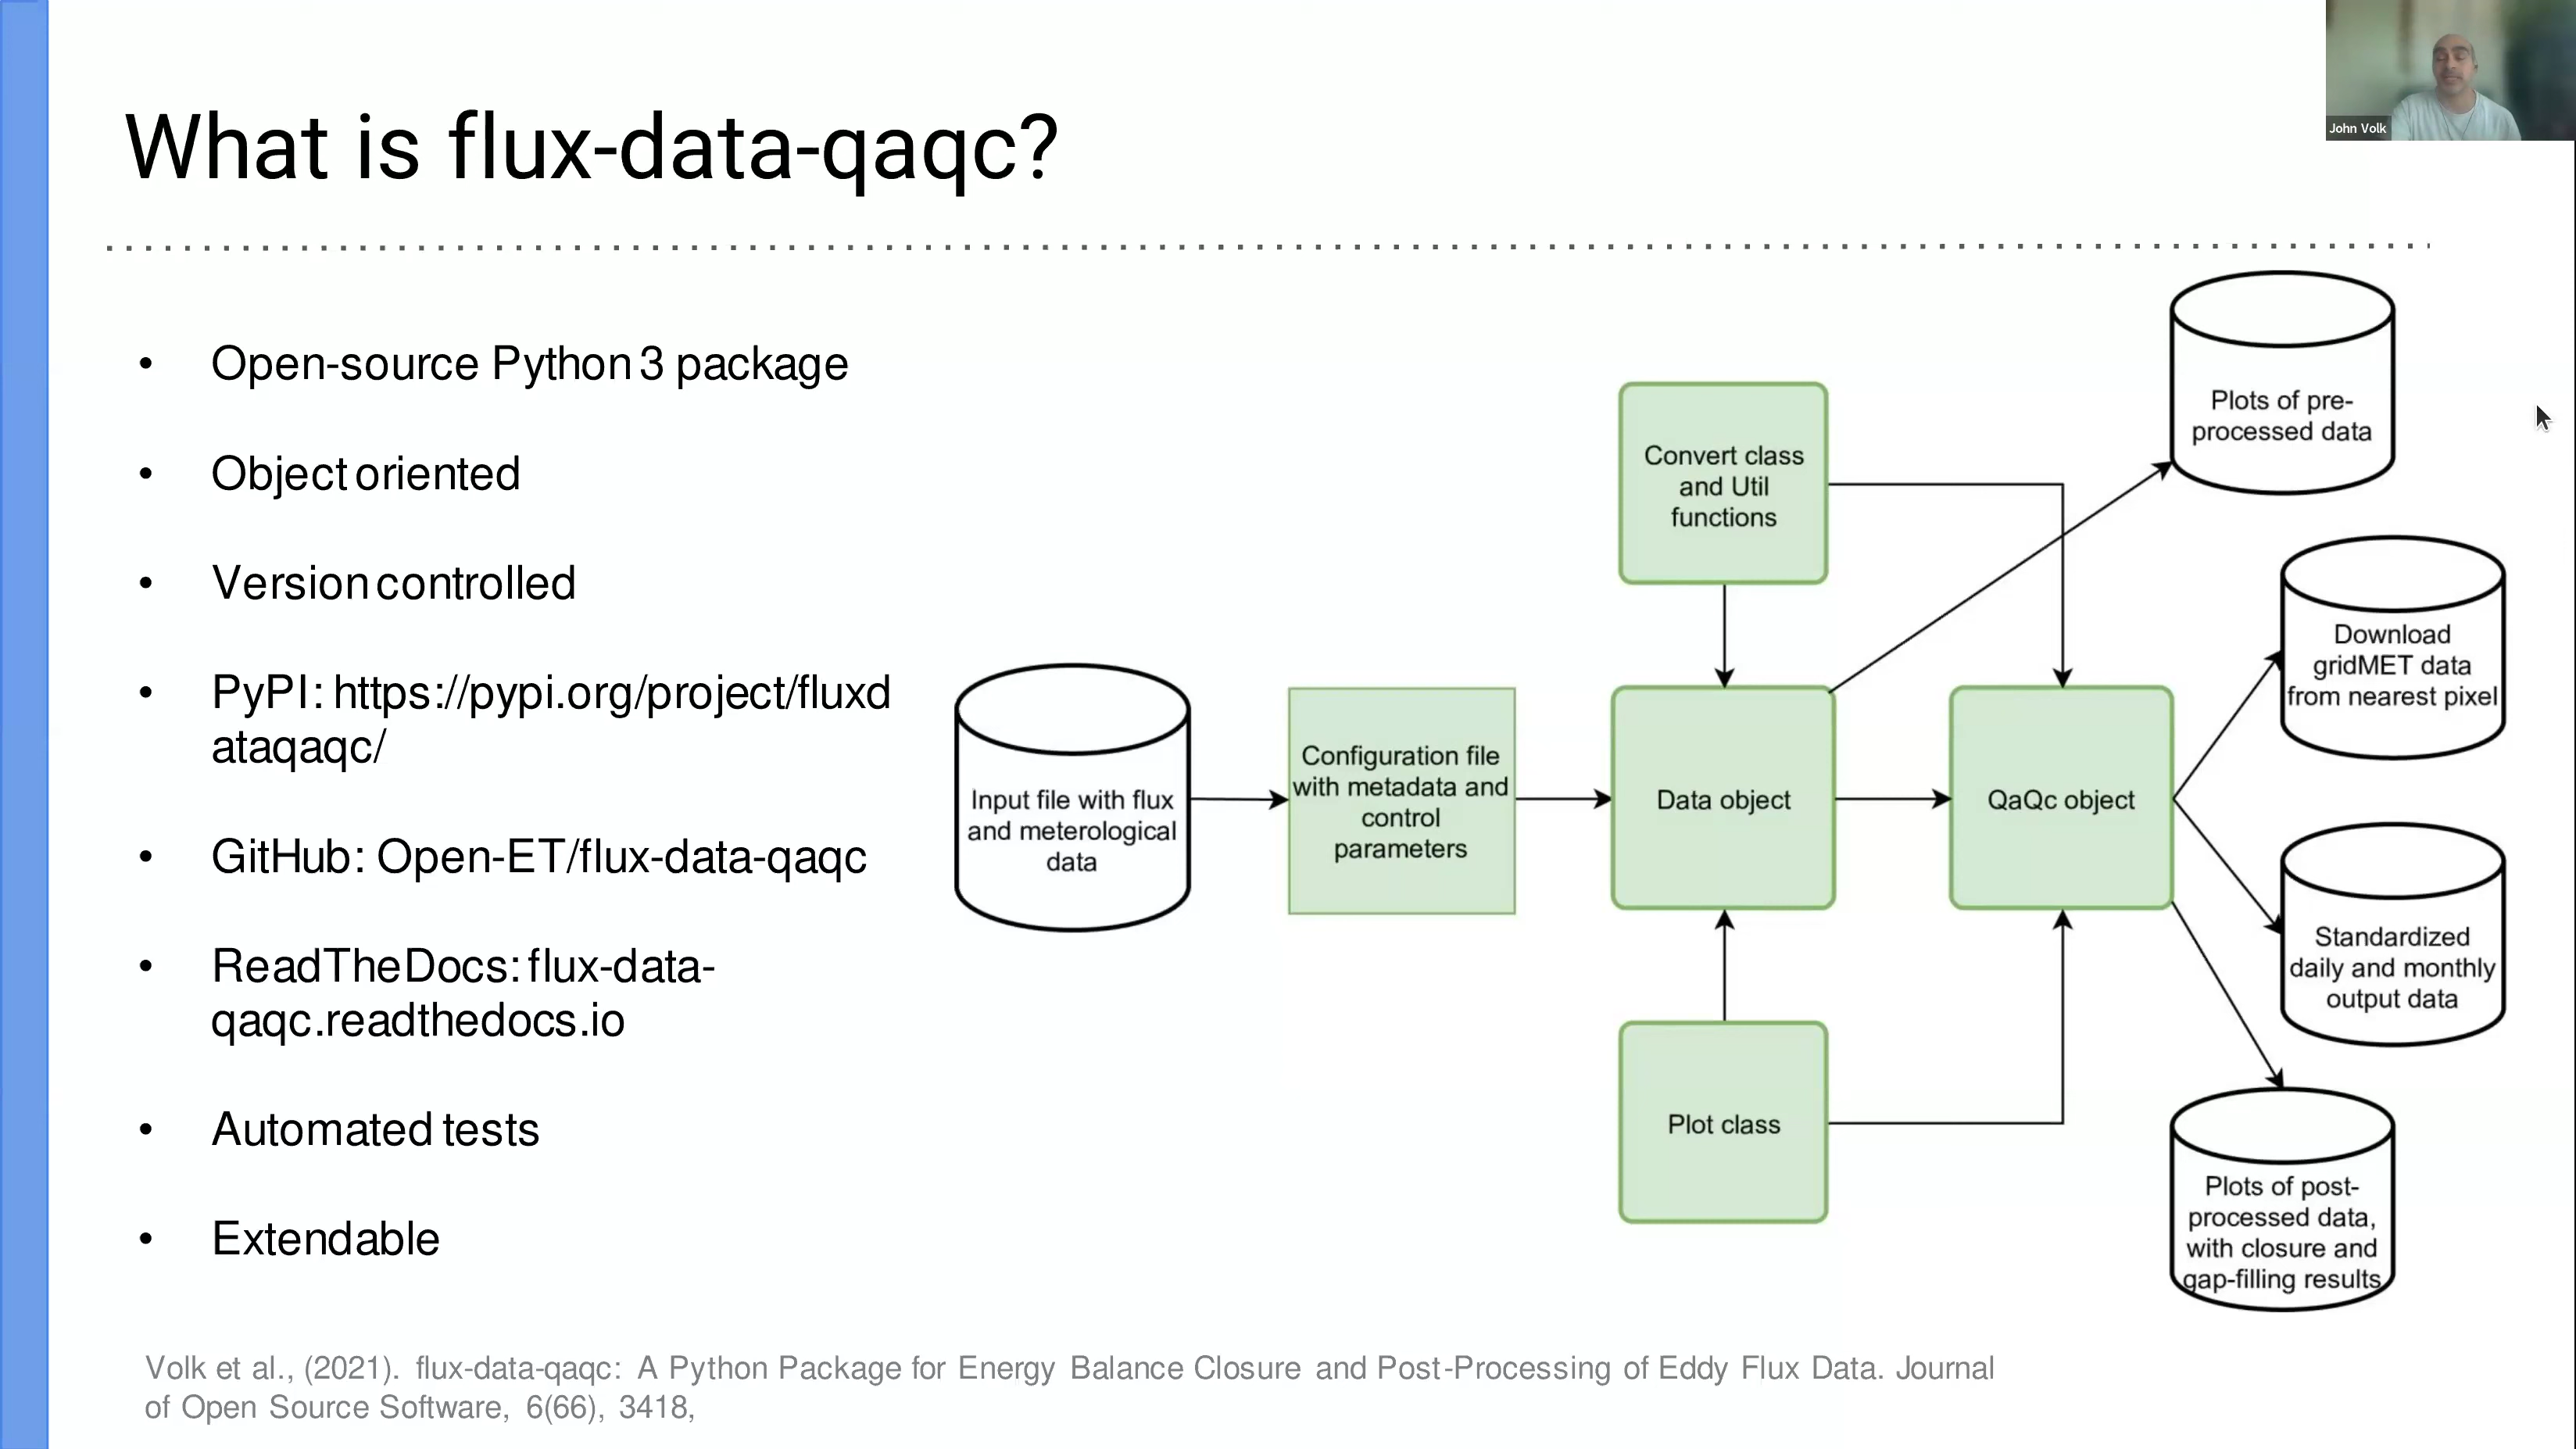 John Volk
What is flux-data-qaqc?
• Open-source Python 3 package
• Object oriented
• Version controlled
• PyPI: https://pypi.org/project/fluxd
ataqaqc/
• GitHub: Open-ET/flux-data-qaqc
• ReadTheDocs: flux-data-
qaqc.readthedocs.io
• Automated tests
• Extendable
Input file with flux
and meterological
data
Configuration file
with metadata and
control
parameters
Convert class
and Util
functions
Data object
Plot class
QaQc object
Plots of pre-
processed data
Download
gridMET data
from nearest pixel
Standardized
daily and monthly
output data
Plots of post-
processed data,
with closure and
gap-filling results
Volk et al., (2021). flux-data-qaqc: A Python Package for Energy Balance Closure and Post-Processing of Eddy Flux Data. Journal
of Open Source Software, 6(66), 3418,